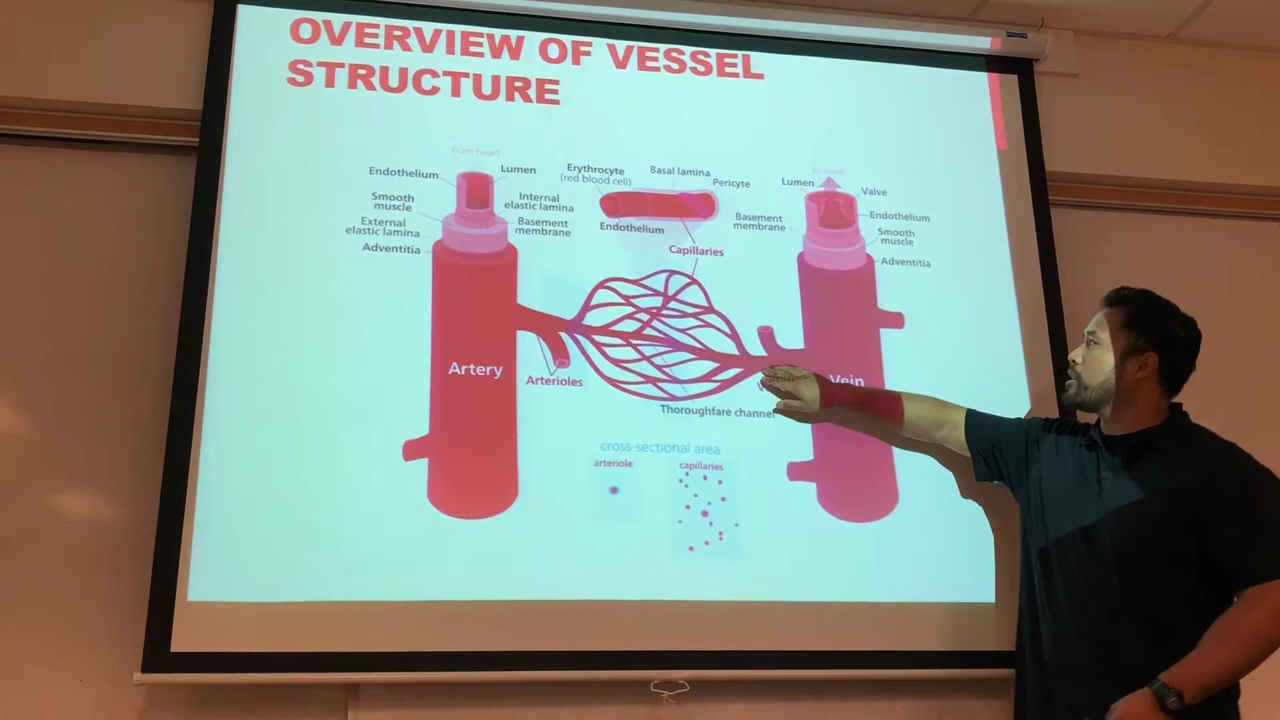 OVERVIEW OF VESSEL
STRUCTURE
from heart
Endothelium
Lumen
Smooth
muscle
Internal
elastic lamina
External
elastic lamina
Basement
membrane
Adventitia
Erythrocyte
(red blood cell)
Basal lamina
Pericyte
Endothelium
Capillaries
Lumen
Valve
Basement
membrane
Endothelium
Smooth
muscle
Adventitia
Artery
Arterioles
Vein
Thoroughfare channel
cross-sectional area
arteriole
capillaries